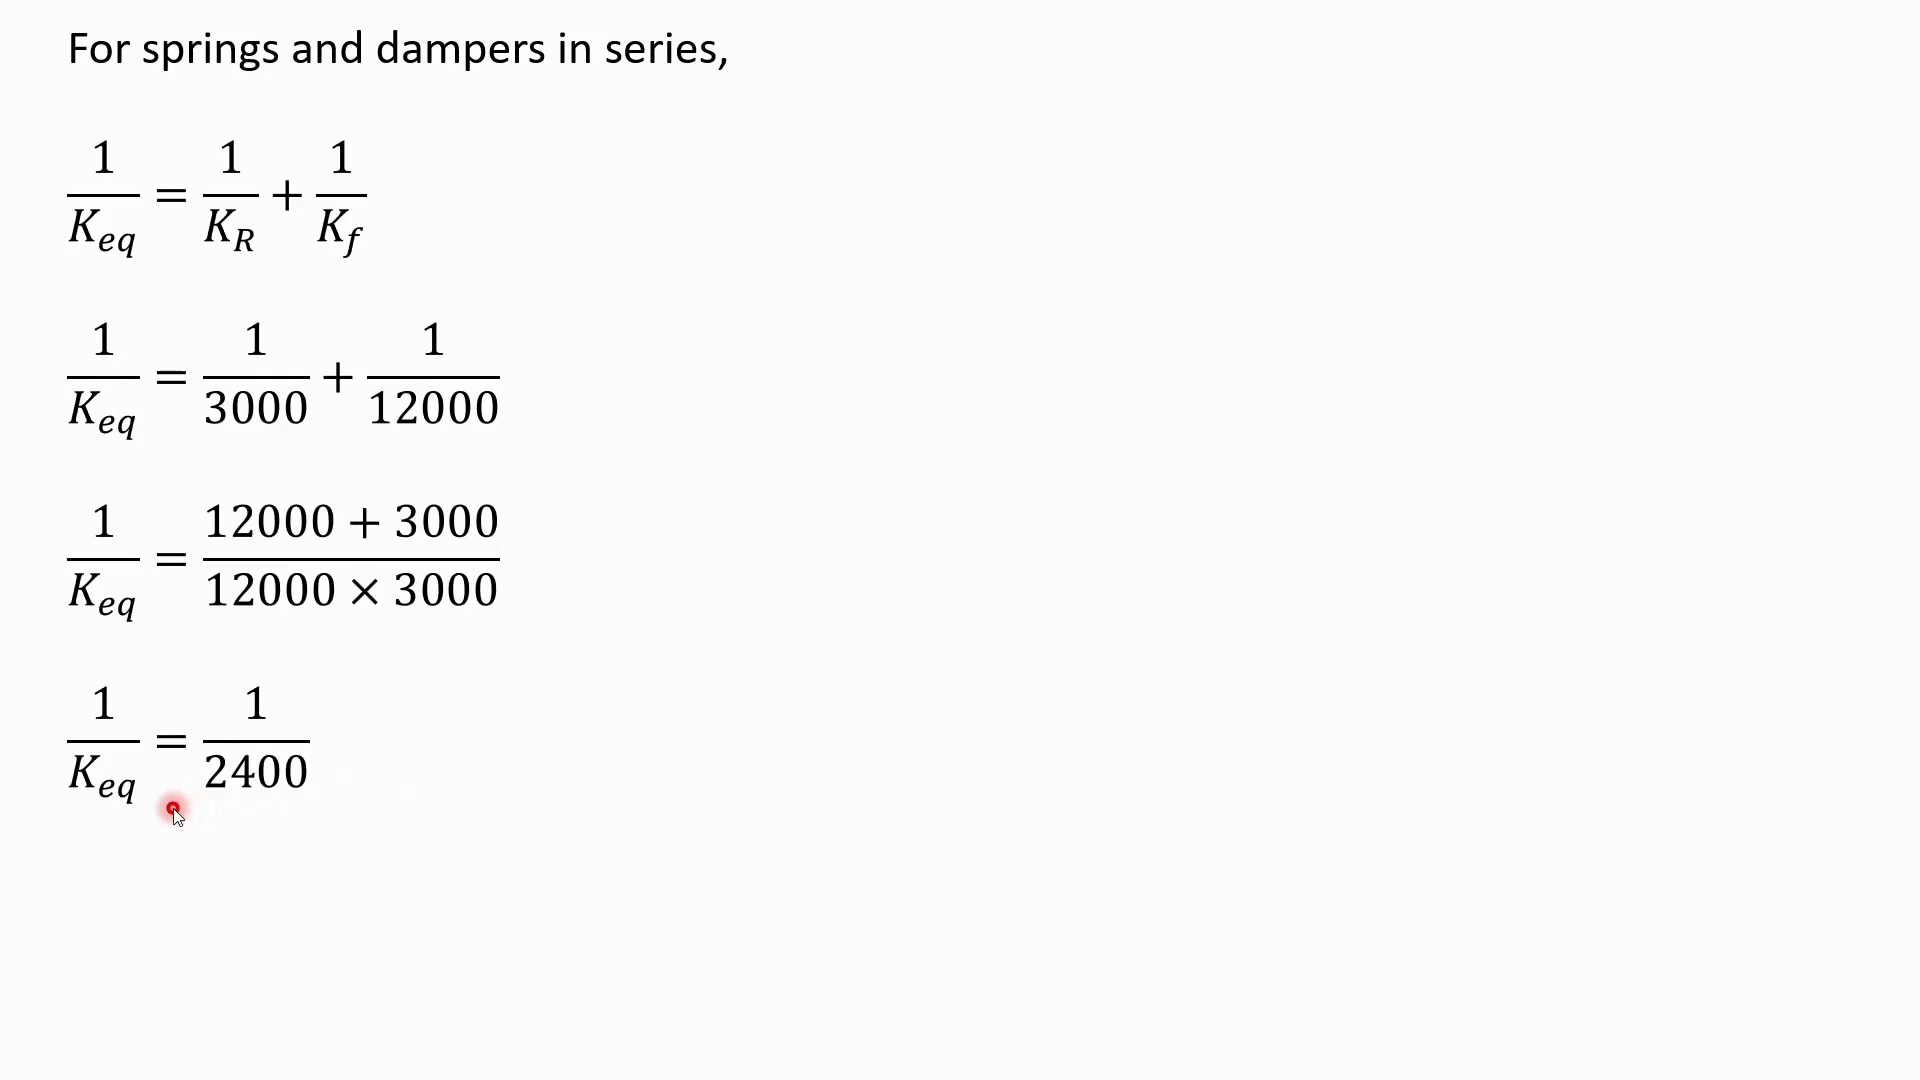 For springs and dampers in series,
1/K_eq = 1/K_R + 1/K_f
1/K_eq = 1/3000 + 1/12000
1/K_eq = (12000 + 3000)/(12000 × 3000)
1/K_eq = 1/2400